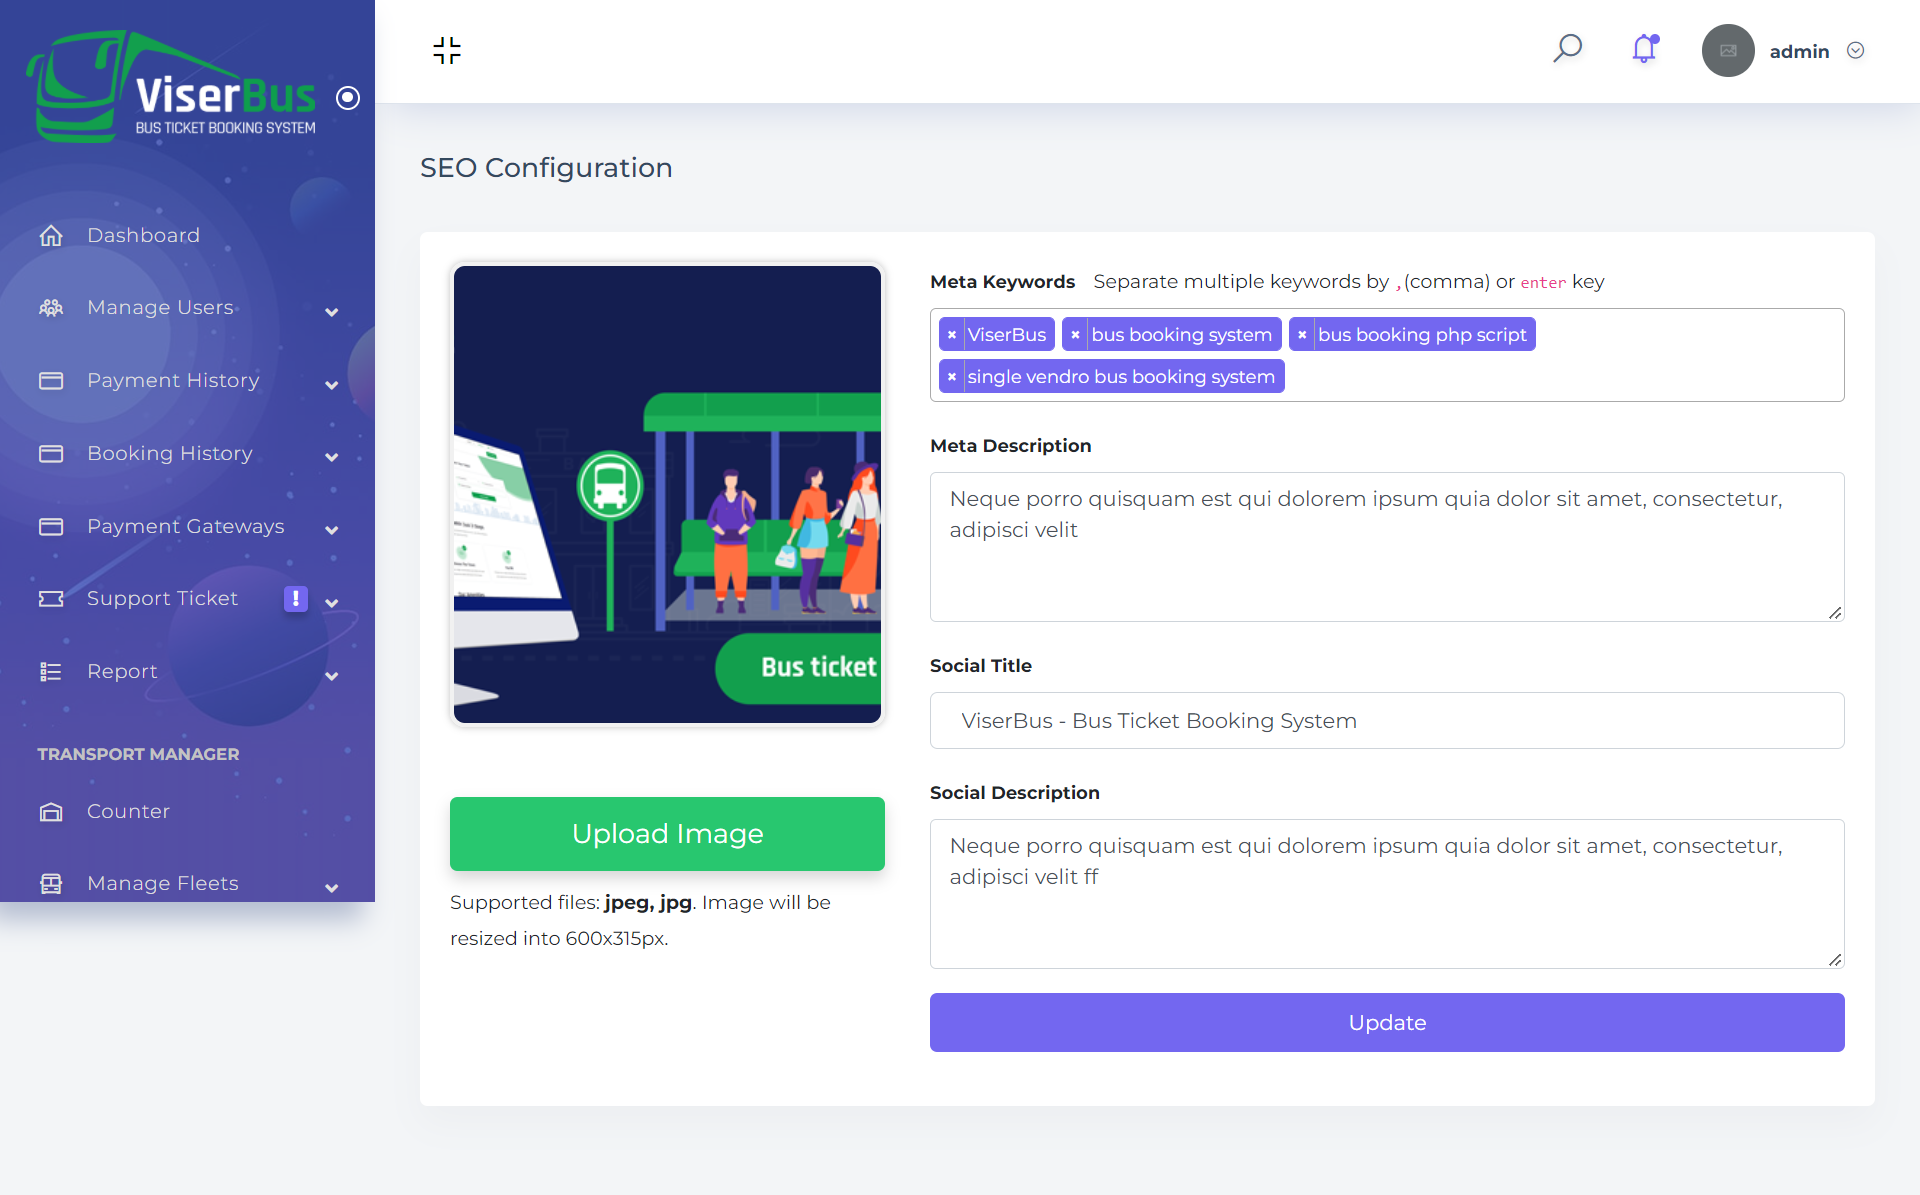 ViserBus
BUS TICKET BOOKING SYSTEM
admin
SEO Configuration
Dashboard
Manage Users
Payment History
Booking History
Payment Gateways
Support Ticket !
Report
TRANSPORT MANAGER
Counter
Manage Fleets
Bus ticket
Upload Image
Supported files: jpeg, jpg. Image will be
resized into 600x315px.
Meta Keywords Separate multiple keywords by ,(comma) or enter key
× ViserBus × bus booking system × bus booking php script
× single vendro bus booking system
Meta Description
Neque porro quisquam est qui dolorem ipsum quia dolor sit amet, consectetur,
adipisci velit
Social Title
ViserBus - Bus Ticket Booking System
Social Description
Neque porro quisquam est qui dolorem ipsum quia dolor sit amet, consectetur,
adipisci velit ff
Update